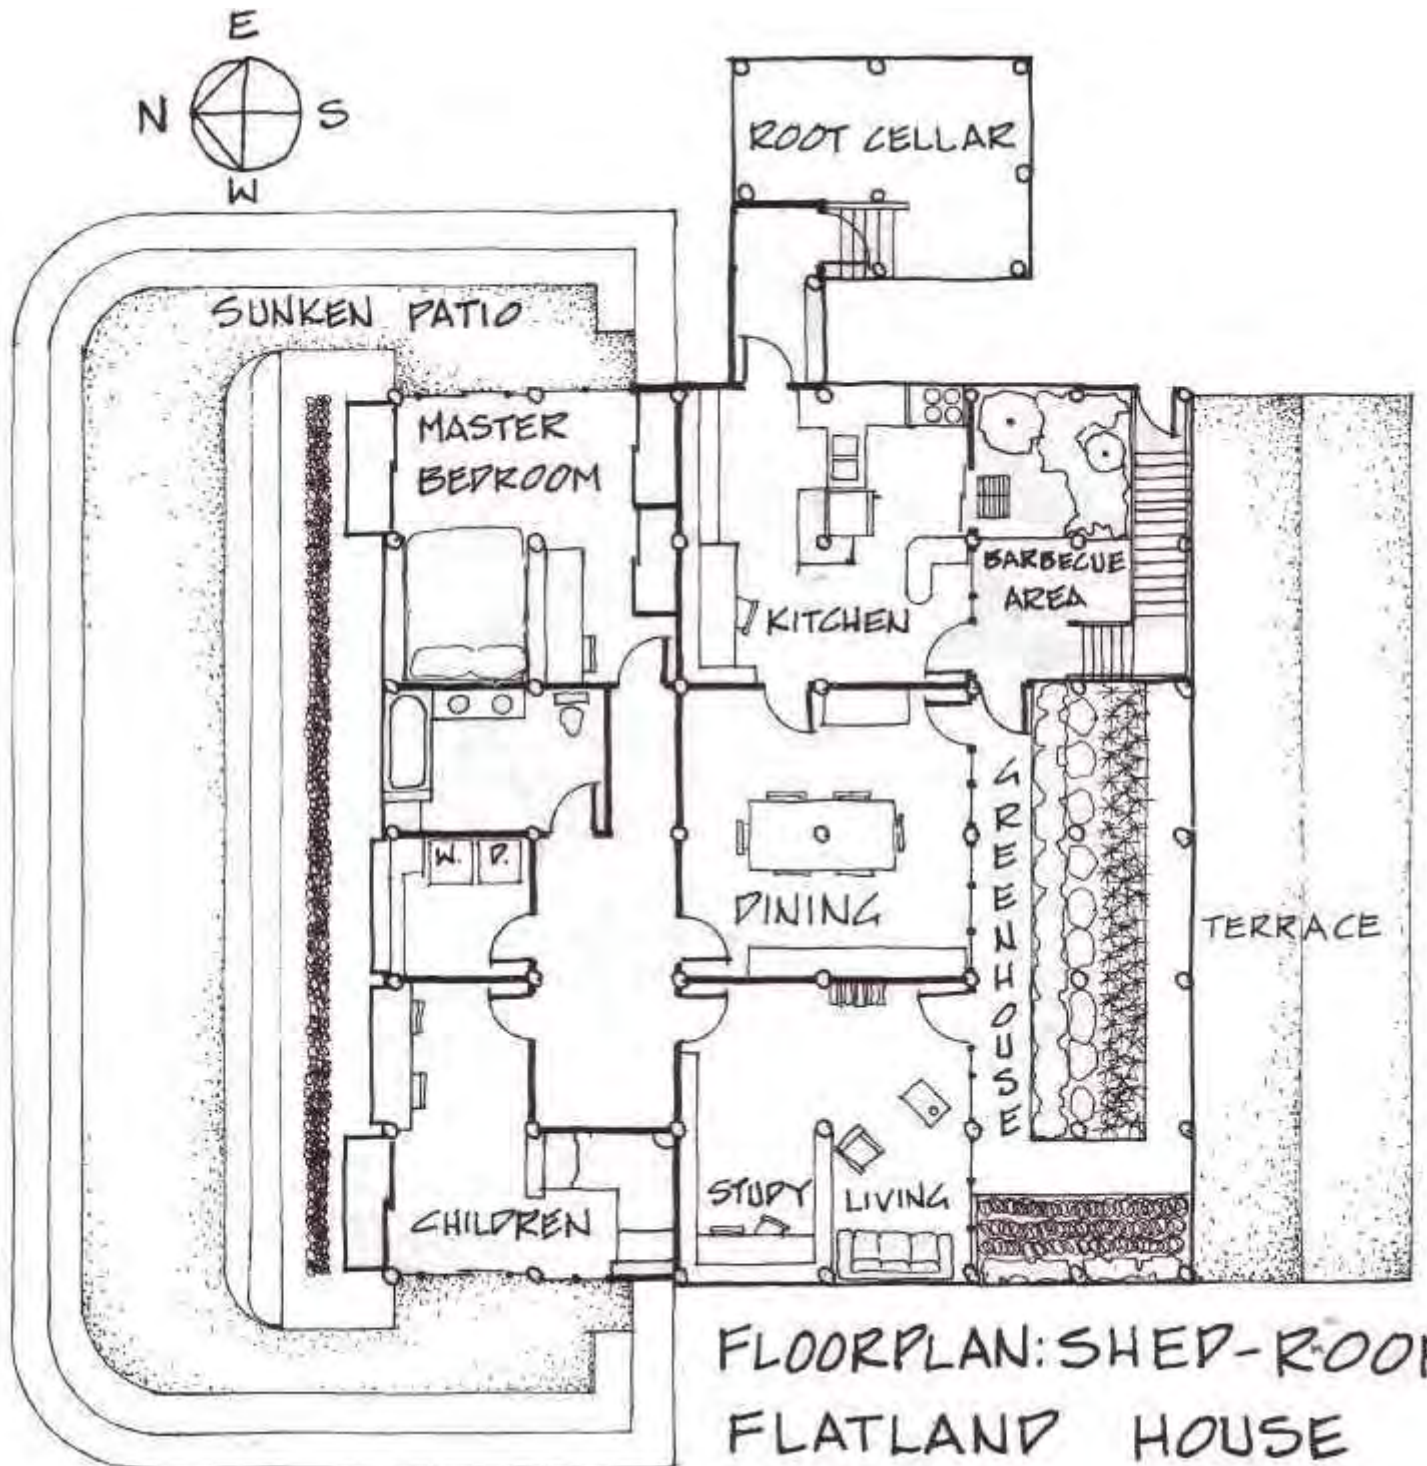 E
N
S
W
ROOT CELLAR
SUNKEN PATIO
MASTER
BEDROOM
BARBECUE
AREA
KITCHEN
GREENHOUSE
W.
D.
DINING
TERRACE
STUDY
LIVING
CHILDREN
FLOORPLAN: SHED-ROO
FLATLAND HOUSE